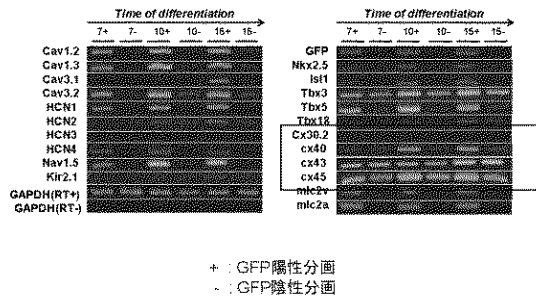 Time of differentiation
7+ 7- 10+ 10- 15+ 15-
Cav1.2
Cav1.3
Cav3.1
Cav3.2
HCN1
HCN2
HCN3
HCN4
Nav1.5
Kir2.1
GAPDH(RT+)
GAPDH(RT-)
Time of differentiation
7+ 7- 10+ 10- 15+ 15-
GFP
Nkx2.5
Isl1
Tbx3
Tbx5
Tbx18
Cx30.2
cx40
cx43
cx45
mlc2v
mlc2a
+ : GFP陽性分画
- : GFP陰性分画